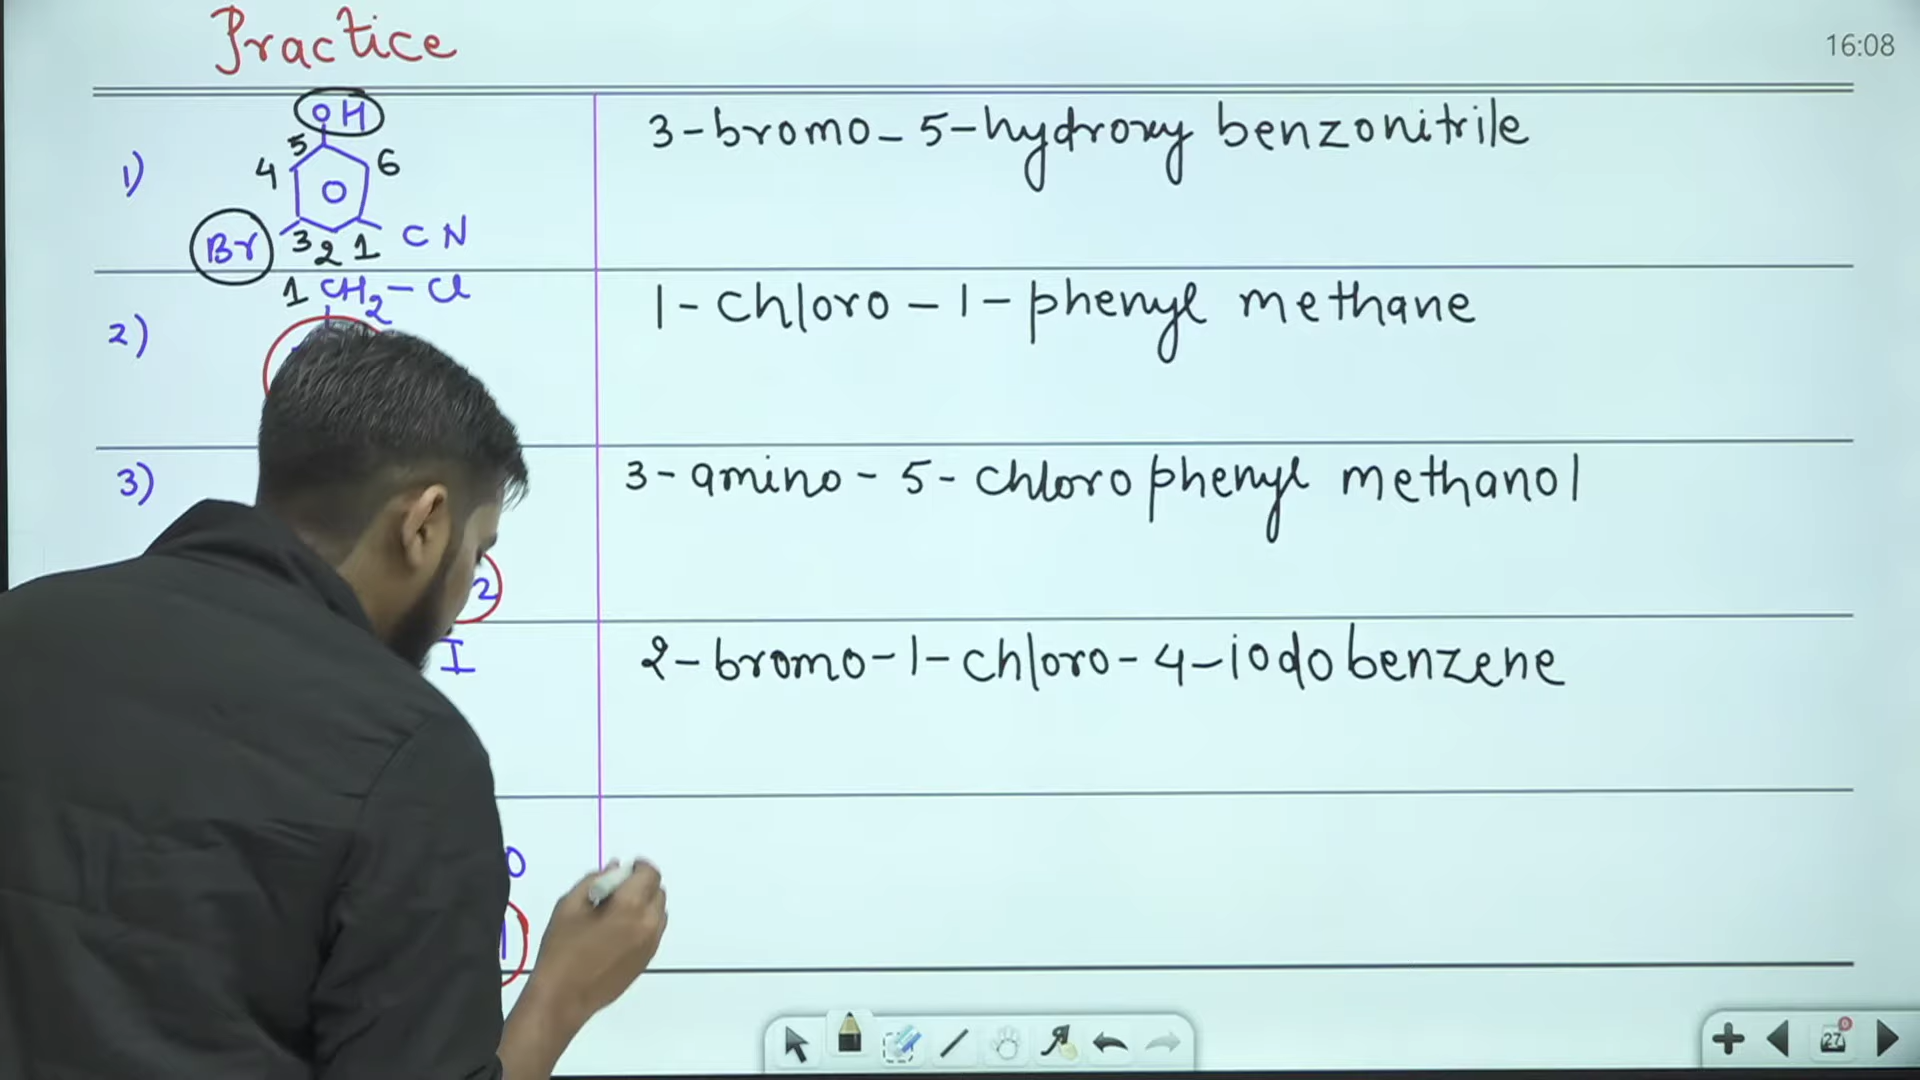 Practice
16:08
1)
OH
5
4
6
Br 3 2 1 CN
3-bromo-5-hydroxy benzonitrile
2)
1 CH2-Cl
1-chloro-1-phenyl methane
3)
2
3-amino-5-chlorophenyl methanol
I
2-bromo-1-chloro-4-iodobenzene
O
27